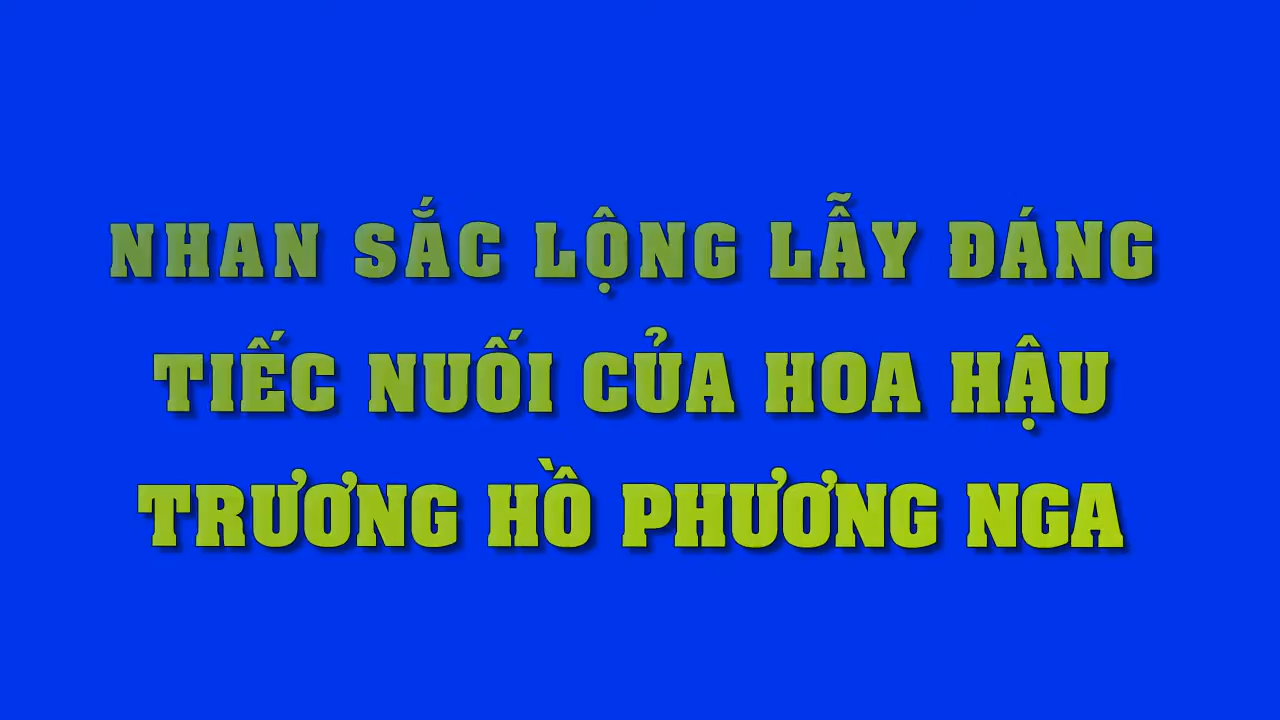 NHAN SẮC LỘNG LẪY ĐÁNG
TIẾC NUỐI CỦA HOA HẬU
TRƯƠNG HỒ PHƯƠNG NGA